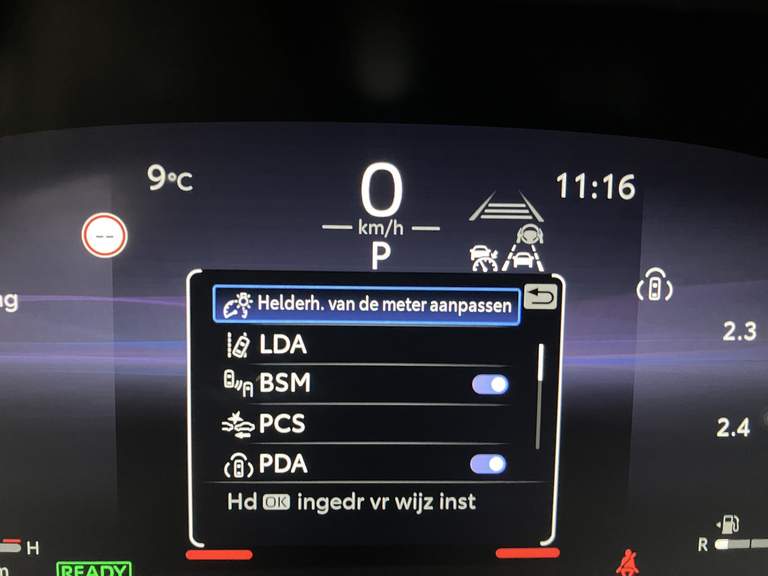 9°C
0
11:16
km/h
--
P
Helderh. van de meter aanpassen
LDA
2.3
BSM
PCS
2.4
PDA
Hd OK ingedr vr wijz inst
H
R
READY